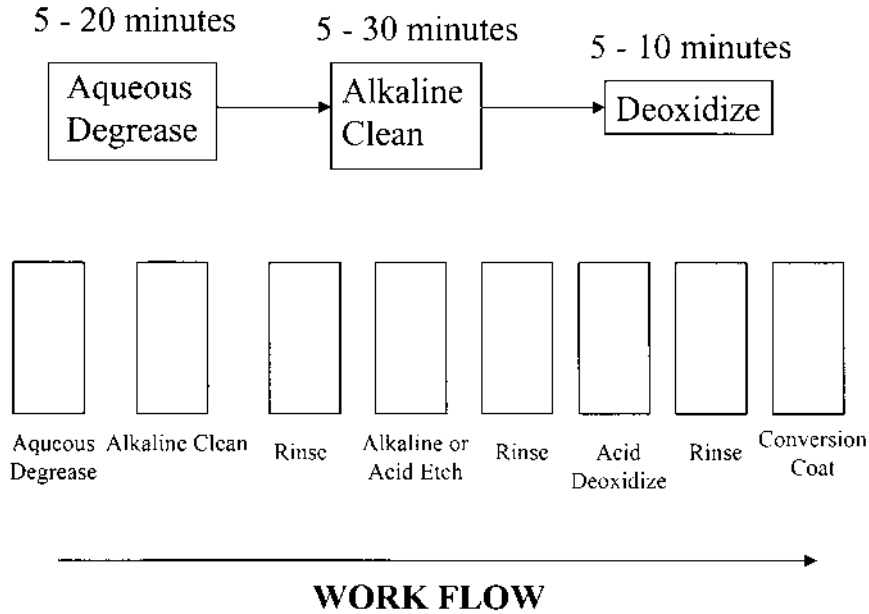 5 - 20 minutes
5 - 30 minutes
5 - 10 minutes
Aqueous
Degrease
Alkaline
Clean
Deoxidize
Aqueous
Degrease
Alkaline Clean
Rinse
Alkaline or
Acid Etch
Rinse
Acid
Deoxidize
Rinse
Conversion
Coat
WORK FLOW